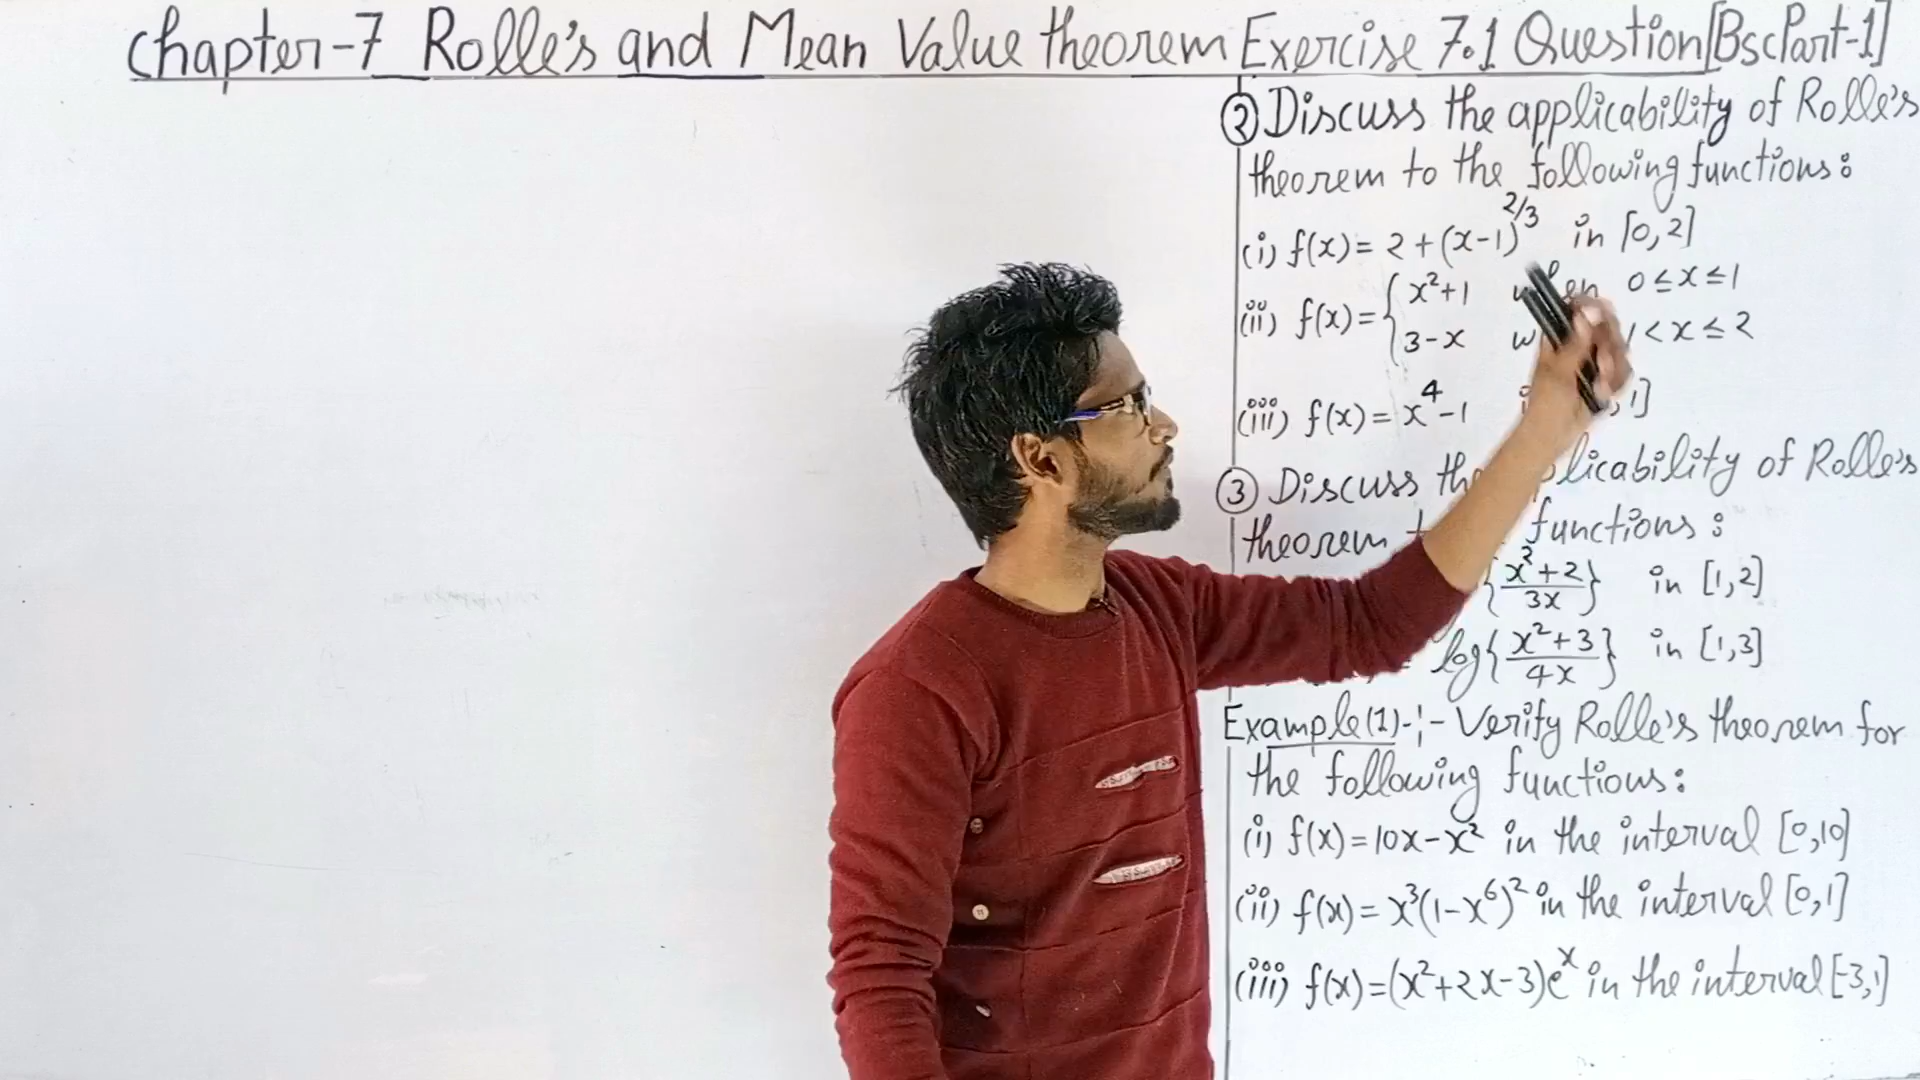 Chapter-7 Rolle's and Mean Value theorem Exercise 7.1 Question[BscPart-1]
② Discuss the applicability of Rolle's
theorem to the following functions:
(i) f(x) = 2 + (x-1)^2/3 in [0,2]
(ii) f(x) = { x²+1 0 ≤ x ≤ 1
3-x < x ≤ 2
(iii) f(x) = x⁴-1 ,1]
③ Discuss of Rolle's
theorem functions:
{x³+2/3x} in [1,2]
log{x²+3/4x} in [1,3]
Example(1)-:- Verify Rolle's theorem for
the following functions:
(i) f(x) = 10x-x² in the interval [0,10]
(ii) f(x) = x³(1-x⁶)² in the interval [0,1]
(iii) f(x) = (x²+2x-3)eˣ in the interval [-3,1]